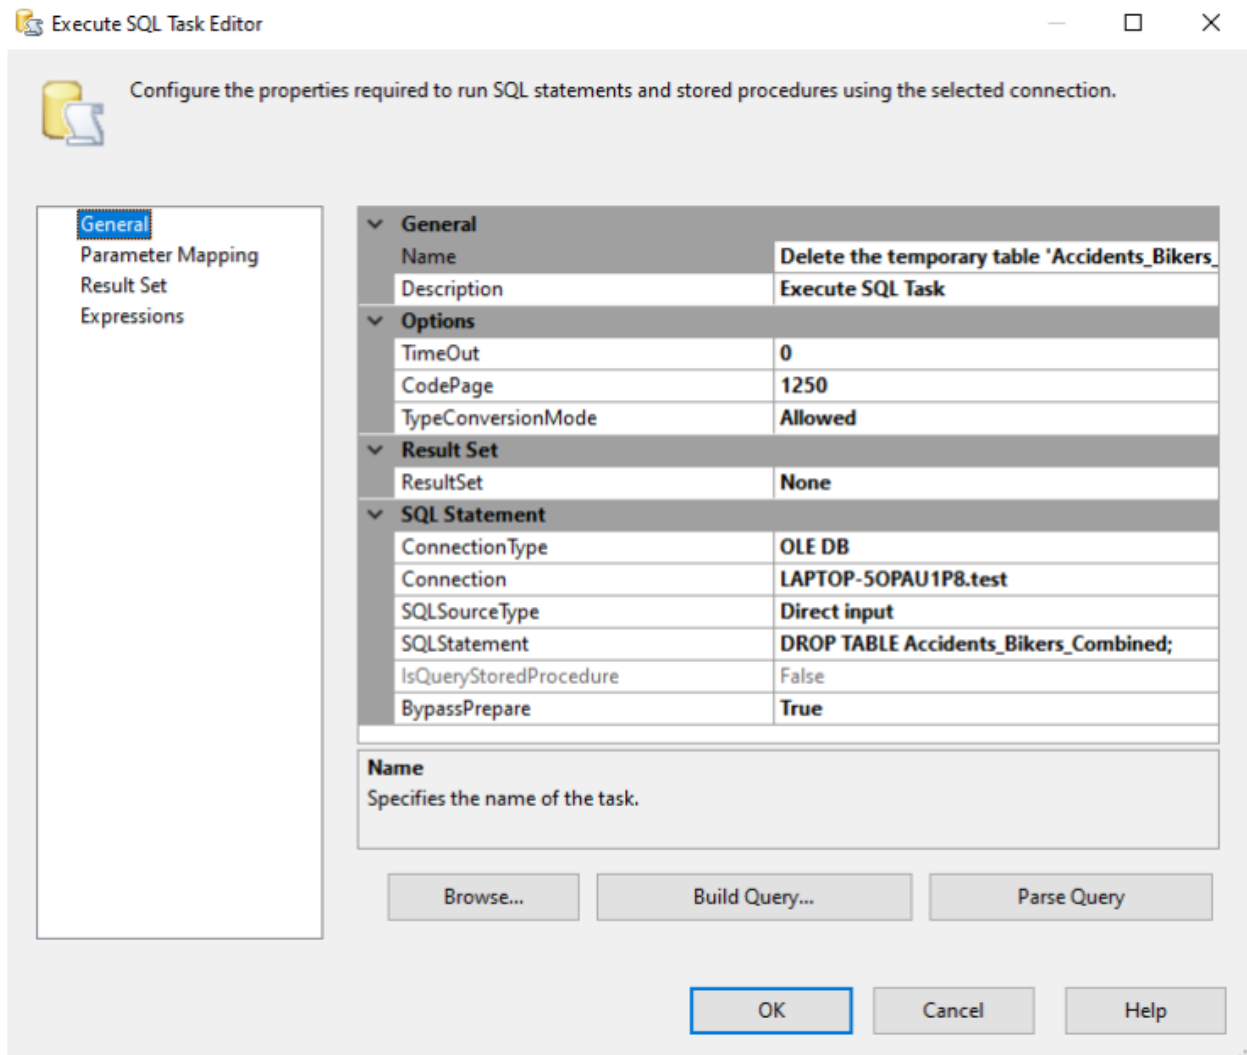 Execute SQL Task Editor
Configure the properties required to run SQL statements and stored procedures using the selected connection.
General
Parameter Mapping
Result Set
Expressions
General
Name Delete the temporary table 'Accidents_Bikers_
Description Execute SQL Task
Options
TimeOut 0
CodePage 1250
TypeConversionMode Allowed
Result Set
ResultSet None
SQL Statement
ConnectionType OLE DB
Connection LAPTOP-5OPAU1P8.test
SQLSourceType Direct input
SQLStatement DROP TABLE Accidents_Bikers_Combined;
IsQueryStoredProcedure False
BypassPrepare True
Name
Specifies the name of the task.
Browse... Build Query... Parse Query
OK Cancel Help